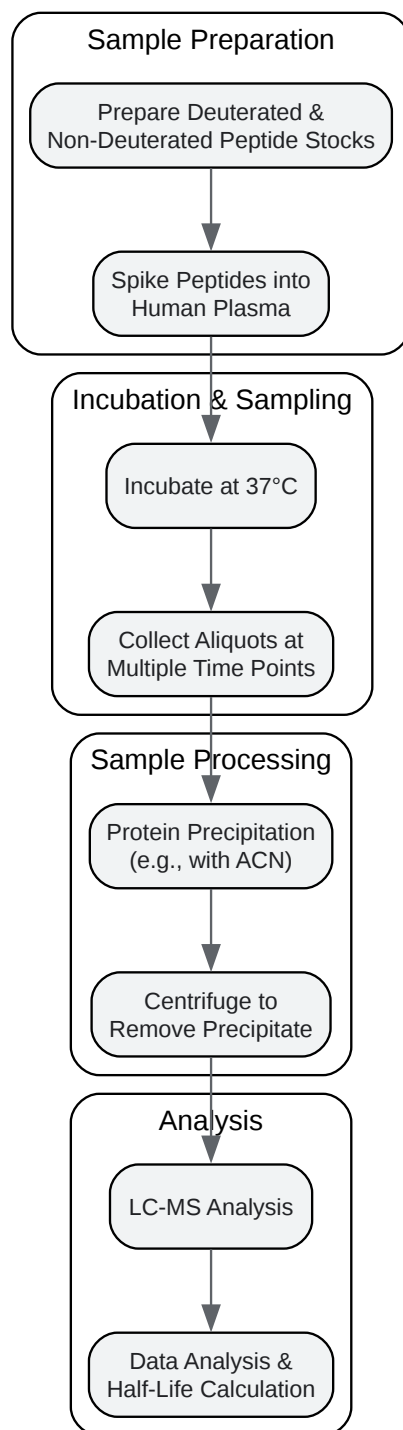 Sample Preparation
Prepare Deuterated &
Non-Deuterated Peptide Stocks
Spike Peptides into
Human Plasma
Incubation & Sampling
Incubate at 37°C
Collect Aliquots at
Multiple Time Points
Sample Processing
Protein Precipitation
(e.g., with ACN)
Centrifuge to
Remove Precipitate
Analysis
LC-MS Analysis
Data Analysis &
Half-Life Calculation